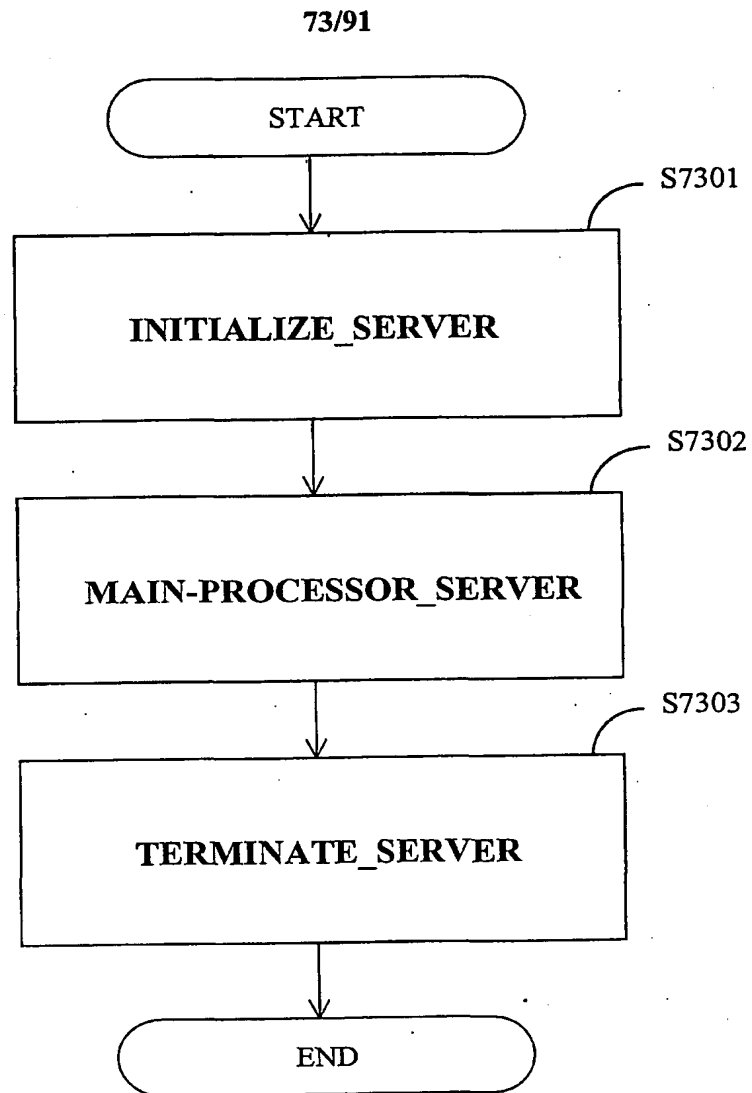 73/91
START
S7301
INITIALIZE_SERVER
S7302
MAIN-PROCESSOR_SERVER
S7303
TERMINATE_SERVER
END